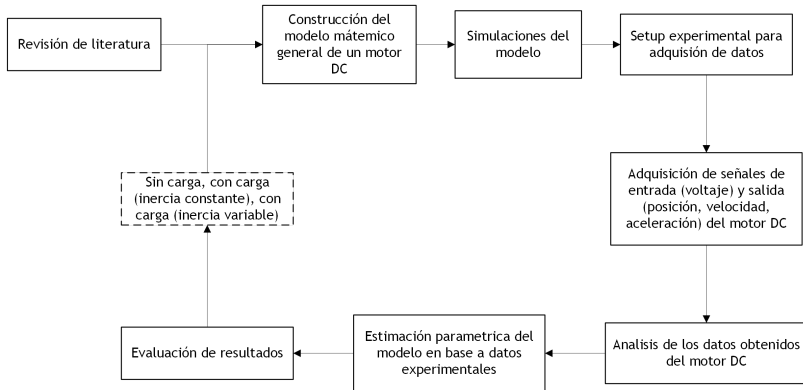 Revisión de literatura
Construcción del
modelo mátemico
general de un motor
DC
Simulaciones del
modelo
Setup experimental para
adquisión de datos
Adquisición de señales de
entrada (voltaje) y salida
(posición, velocidad,
aceleración) del motor DC
Analisis de los datos obtenidos
del motor DC
Estimación parametrica del
modelo en base a datos
experimentales
Evaluación de resultados
Sin carga, con carga
(inercia constante), con
carga (inercia variable)